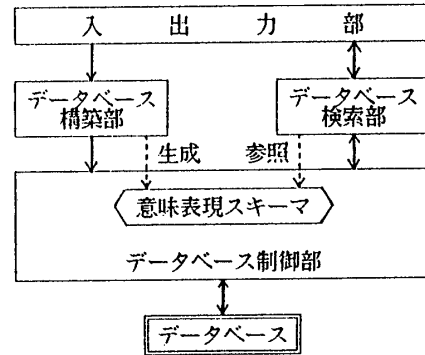 入出力部
データベース
構築部
データベース
検索部
生成
参照
意味表現スキーマ
データベース制御部
データベース